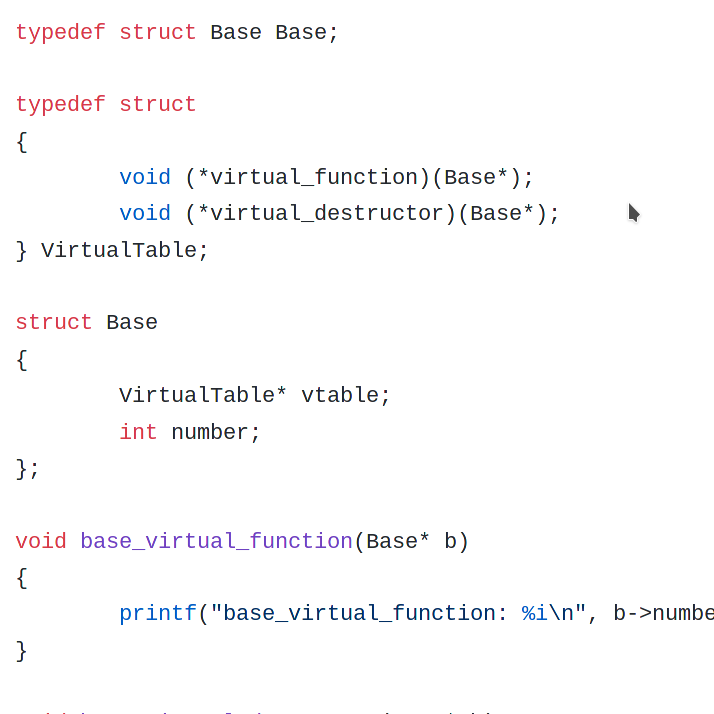 typedef struct Base Base;
typedef struct
{
void (*virtual_function)(Base*);
void (*virtual_destructor)(Base*);
} VirtualTable;
struct Base
{
VirtualTable* vtable;
int number;
};
void base_virtual_function(Base* b)
{
printf("base_virtual_function: %i\n", b->numbe
}